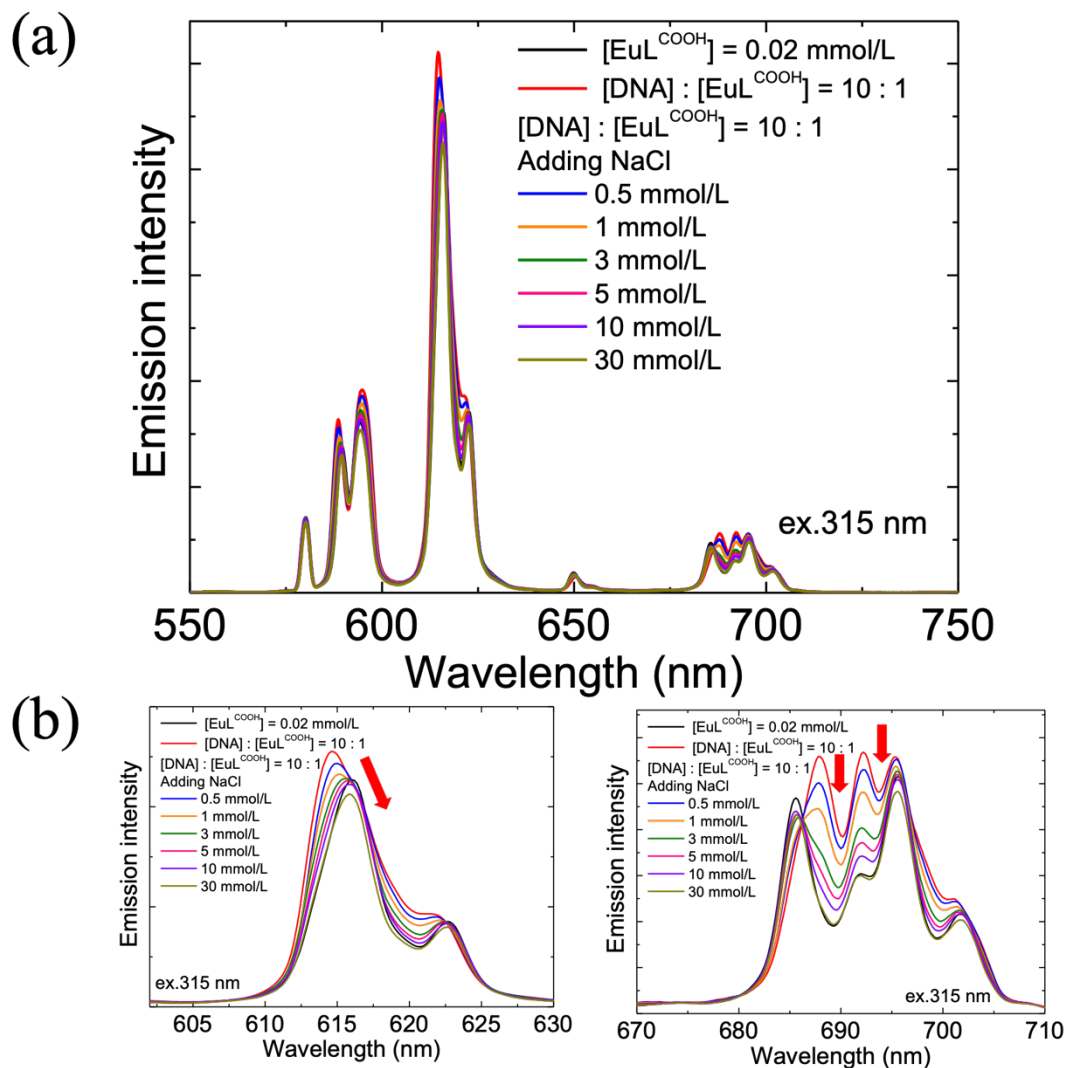 (a)
[EuL^COOH] = 0.02 mmol/L
[DNA] : [EuL^COOH] = 10 : 1
[DNA] : [EuL^COOH] = 10 : 1
Adding NaCl
0.5 mmol/L
1 mmol/L
3 mmol/L
5 mmol/L
10 mmol/L
30 mmol/L
ex.315 nm
Emission intensity
550 600 650 700 750
Wavelength (nm)
(b)
[EuL^COOH] = 0.02 mmol/L
[DNA] : [EuL^COOH] = 10 : 1
[DNA] : [EuL^COOH] = 10 : 1
Adding NaCl
0.5 mmol/L
1 mmol/L
3 mmol/L
5 mmol/L
10 mmol/L
30 mmol/L
ex.315 nm
Emission intensity
605 610 615 620 625 630
Wavelength (nm)
[EuL^COOH] = 0.02 mmol/L
[DNA] : [EuL^COOH] = 10 : 1
[DNA] : [EuL^COOH] = 10 : 1
Adding NaCl
0.5 mmol/L
1 mmol/L
3 mmol/L
5 mmol/L
10 mmol/L
30 mmol/L
ex.315 nm
Emission intensity
670 680 690 700 710
Wavelength (nm)